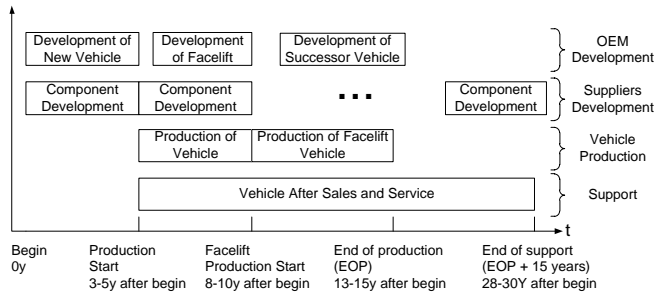 Development of
New Vehicle
Development
of Facelift
Development of
Successor Vehicle
OEM
Development
Component
Development
Component
Development
...
Component
Development
Suppliers
Development
Production of
Vehicle
Production of Facelift
Vehicle
Vehicle
Production
Vehicle After Sales and Service
Support
t
Begin
0y
Production
Start
3-5y after begin
Facelift
Production Start
8-10y after begin
End of production
(EOP)
13-15y after begin
End of support
(EOP + 15 years)
28-30Y after begin